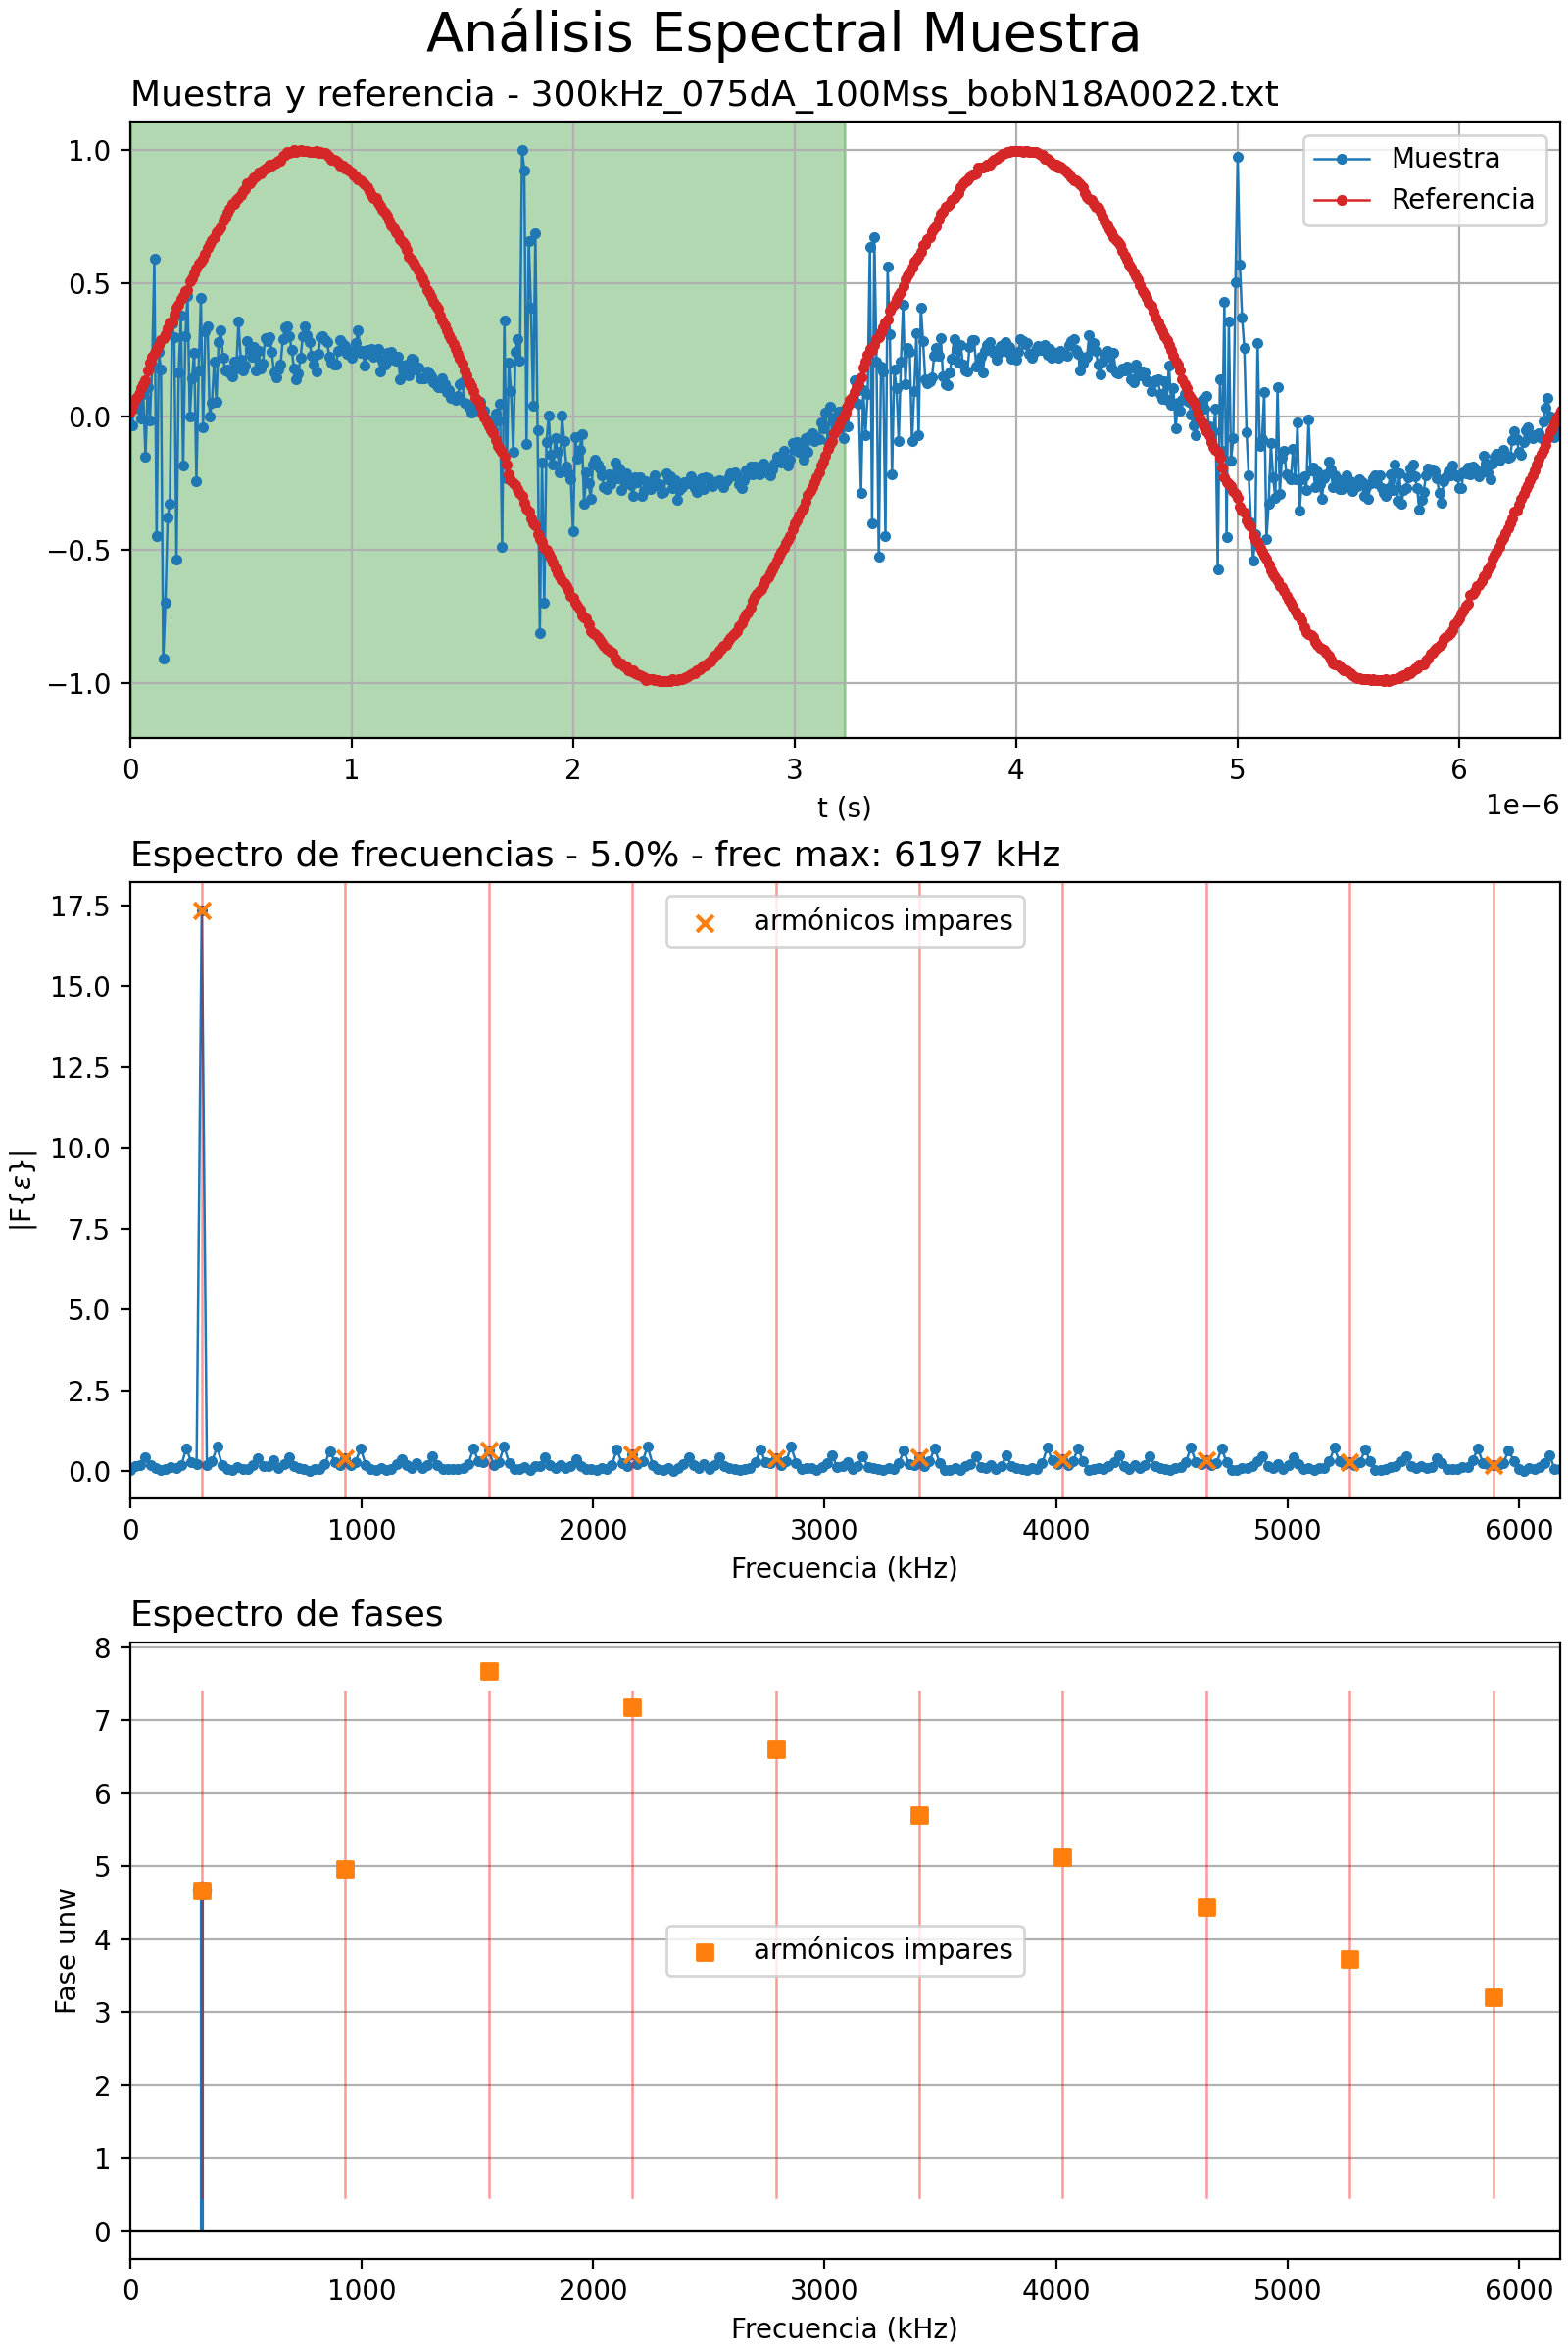 Análisis Espectral Muestra
Muestra y referencia - 300kHz_075dA_100Mss_bobN18A0022.txt
1.0
0.5
0.0
−0.5
−1.0
Muestra
Referencia
0 1 2 3 4 5 6
1e−6
t (s)
Espectro de frecuencias - 5.0% - frec max: 6197 kHz
17.5
15.0
12.5
10.0
7.5
5.0
2.5
0.0
|F{ε}|
armónicos impares
0 1000 2000 3000 4000 5000 6000
Frecuencia (kHz)
Espectro de fases
8
7
6
5
4
3
2
1
0
Fase unw
armónicos impares
0 1000 2000 3000 4000 5000 6000
Frecuencia (kHz)